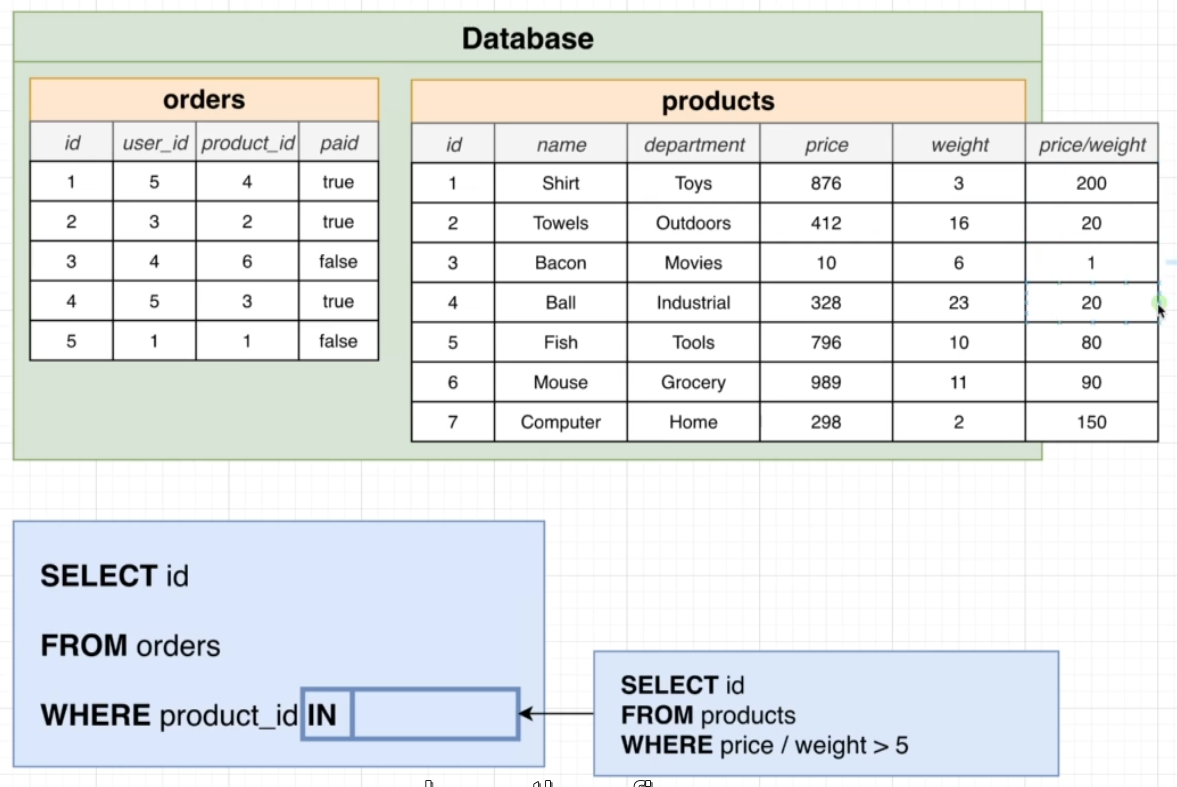 Database
orders
products
id user_id product_id paid
id name department price weight price/weight
1 5 4 true
1 Shirt Toys 876 3 200
2 3 2 true
2 Towels Outdoors 412 16 20
3 4 6 false
3 Bacon Movies 10 6 1
4 5 3 true
4 Ball Industrial 328 23 20
5 1 1 false
5 Fish Tools 796 10 80
6 Mouse Grocery 989 11 90
7 Computer Home 298 2 150
SELECT id
FROM orders
WHERE product_id IN
SELECT id
FROM products
WHERE price / weight > 5